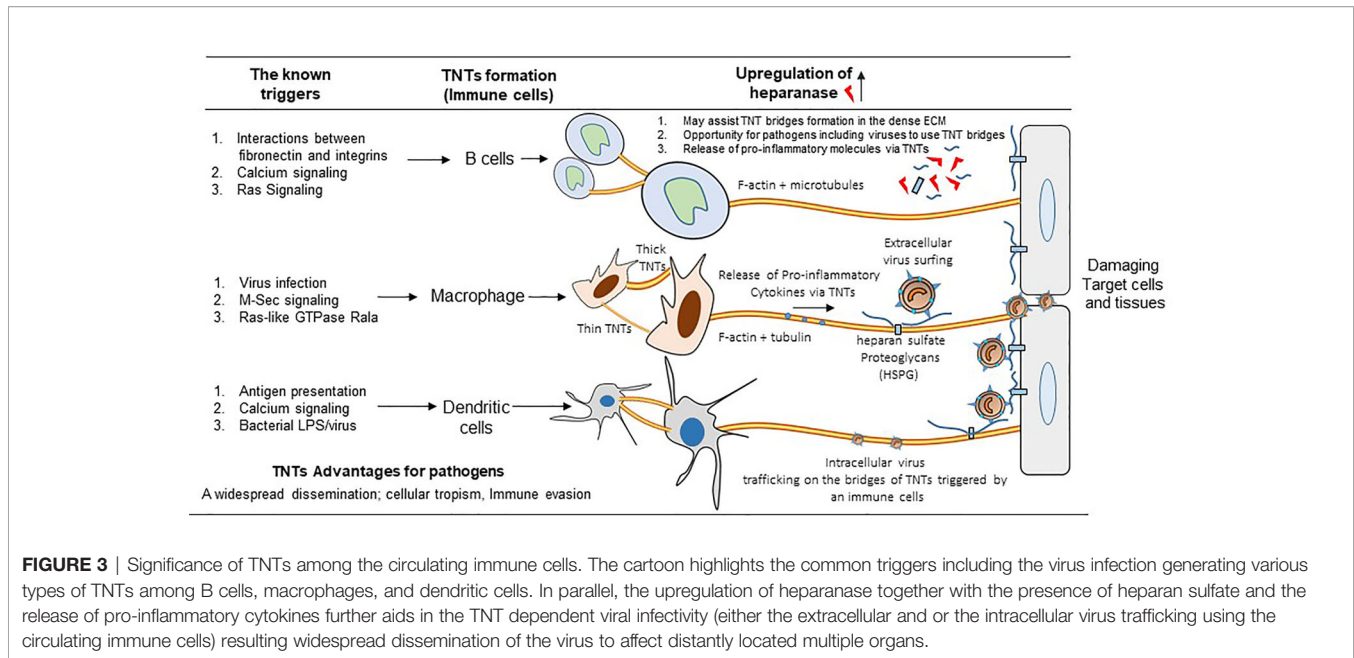 The known
triggers
TNTs formation
(Immune cells)
Upregulation of
heparanase
1. Interactions between
fibronectin and integrins
2. Calcium signaling
3. Ras Signaling
B cells
1. May assist TNT bridges formation in the dense ECM
2. Opportunity for pathogens including viruses to use TNT bridges
3. Release of pro-inflammatory molecules via TNTs
F-actin + microtubules
1. Virus infection
2. M-Sec signaling
3. Ras-like GTPase Rala
Macrophage
Thick
TNTs
Thin TNTs
Release of Pro-inflammatory
Cytokines via TNTs
F-actin + tubulin
Extracellular
virus surfing
heparan sulfate
Proteoglycans
(HSPG)
Damaging
Target cells
and tissues
1. Antigen presentation
2. Calcium signaling
3. Bacterial LPS/virus
Dendritic
cells
Intracellular virus
trafficking on the bridges of TNTs triggered by
an immune cells
TNTs Advantages for pathogens
A widespread dissemination; cellular tropism, Immune evasion
FIGURE 3 | Significance of TNTs among the circulating immune cells. The cartoon highlights the common triggers including the virus infection generating various
types of TNTs among B cells, macrophages, and dendritic cells. In parallel, the upregulation of heparanase together with the presence of heparan sulfate and the
release of pro-inflammatory cytokines further aids in the TNT dependent viral infectivity (either the extracellular and or the intracellular virus trafficking using the
circulating immune cells) resulting widespread dissemination of the virus to affect distantly located multiple organs.